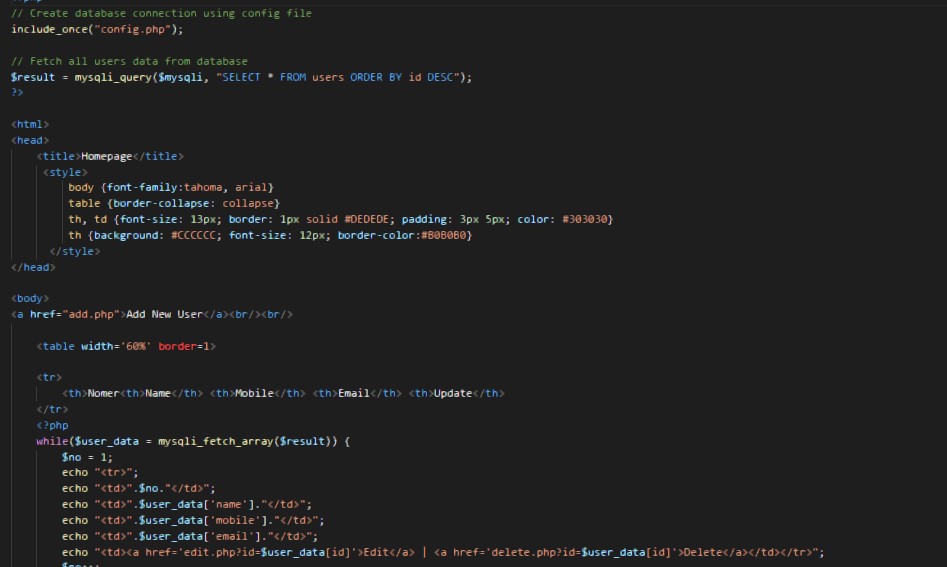 // Create database connection using config file
include_once("config.php");
// Fetch all users data from database
$result = mysqli_query($mysqli, "SELECT * FROM users ORDER BY id DESC");
?>
<html>
<head>
<title>Homepage</title>
<style>
body {font-family:tahoma, arial}
table {border-collapse: collapse}
th, td {font-size: 13px; border: 1px solid #DEDEDE; padding: 3px 5px; color: #303030}
th {background: #CCCCCC; font-size: 12px; border-color:#B0B0B0}
</style>
</head>
<body>
<a href="add.php">Add New User</a><br/><br/>
<table width='60%' border=1>
<tr>
<th>Nomer<th>Name</th> <th>Mobile</th> <th>Email</th> <th>Update</th>
</tr>
<?php
while($user_data = mysqli_fetch_array($result)) {
$no = 1;
echo "<tr>";
echo "<td>".$no."</td>";
echo "<td>".$user_data['name']."</td>";
echo "<td>".$user_data['mobile']."</td>";
echo "<td>".$user_data['email']."</td>";
echo "<td><a href='edit.php?id=$user_data[id]'>Edit</a> | <a href='delete.php?id=$user_data[id]'>Delete</a></td></tr>";